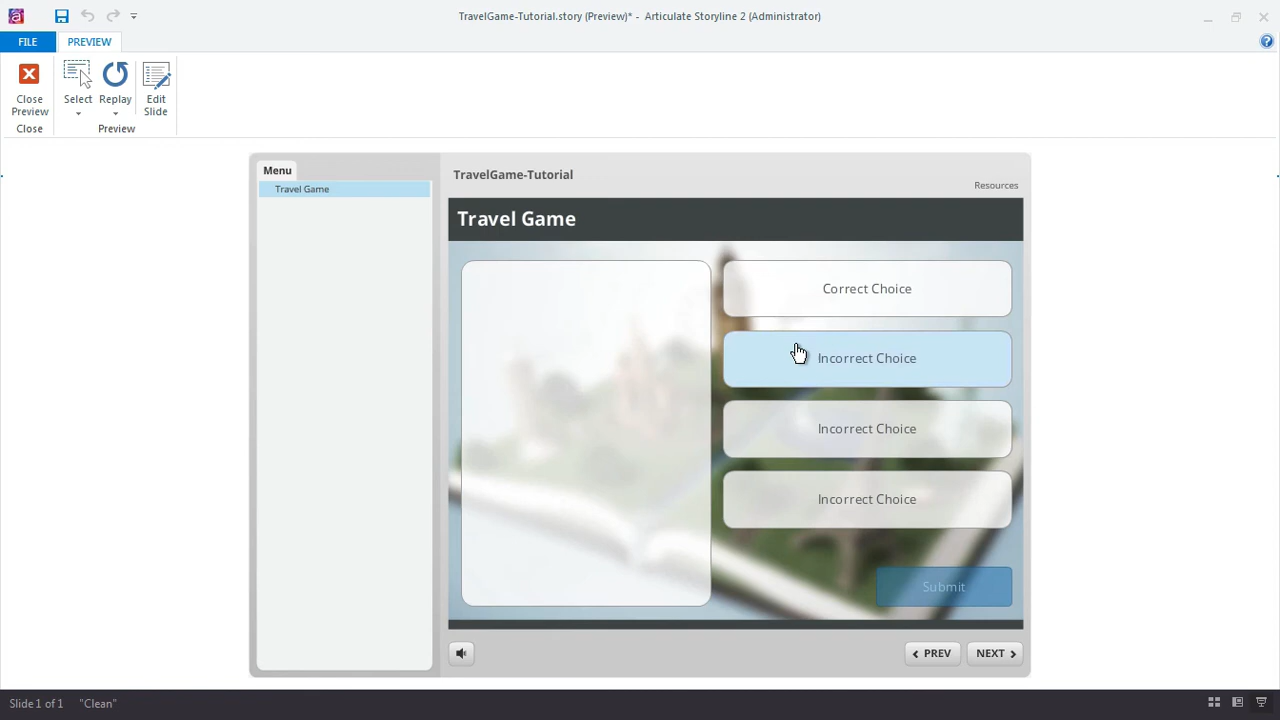 TravelGame-Tutorial.story (Preview)* - Articulate Storyline 2 (Administrator)
FILE
PREVIEW
Close Preview
Select
Replay
Edit Slide
Close
Preview
Menu
Travel Game
TravelGame-Tutorial
Resources
Travel Game
Correct Choice
Incorrect Choice
Incorrect Choice
Incorrect Choice
Submit
PREV
NEXT
Slide 1 of 1
"Clean"